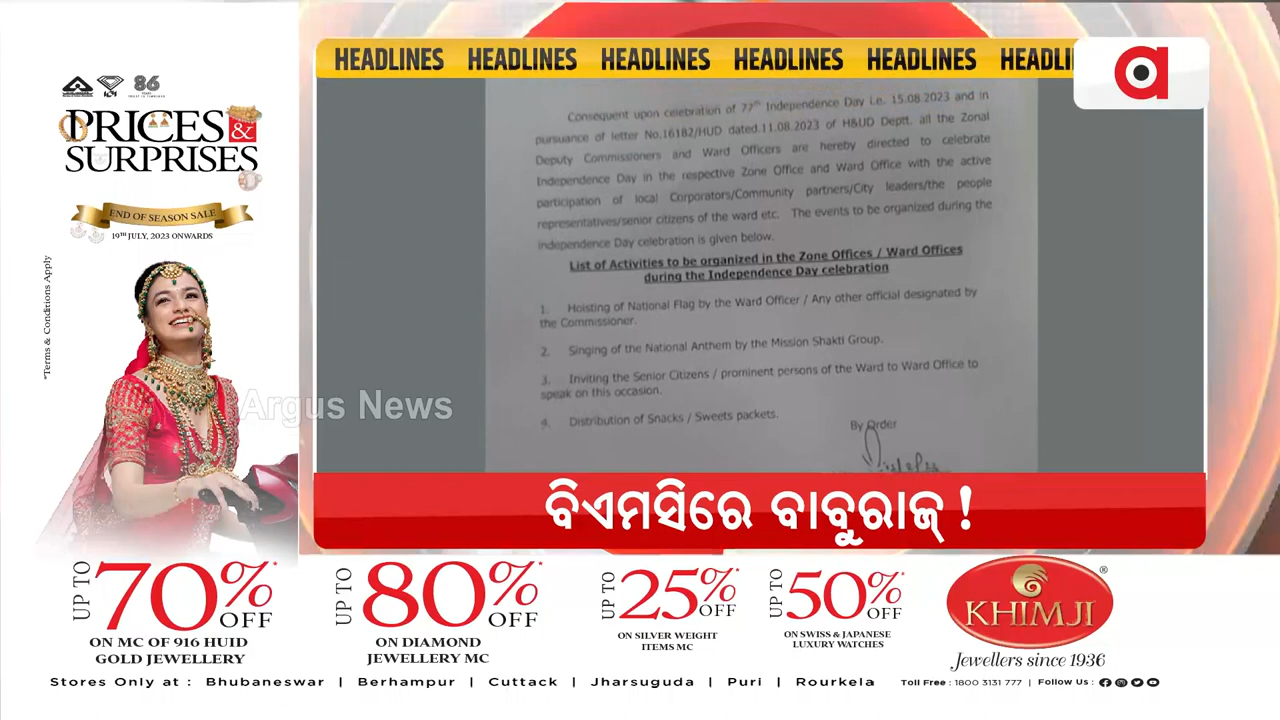 86
PRICES &
SURPRISES
END OF SEASON SALE
19TH JULY, 2023 ONWARDS
*Terms & Conditions Apply
HEADLINES HEADLINES HEADLINES HEADLINES HEADLINES HEADLI
a
Consequent upon celebration of 77th Independence Day i.e. 15.08.2023 and in
pursuance of letter No.16182/HUD dated.11.08.2023 of H&UD Deptt. all the Zonal
Deputy Commissioners and Ward Officers are hereby directed to celebrate
Independence Day in the respective Zone Office and Ward Office with the active
participation of local Corporators/Community partners/City leaders/the people
representatives/senior citizens of the ward etc. The events to be organized during the
independence Day celebration is given below.
List of Activities to be organized in the Zone Offices / Ward Offices
during the Independence Day celebration
1. Hoisting of National Flag by the Ward Officer / Any other official designated by
the Commissioner.
2. Singing of the National Anthem by the Mission Shakti Group.
3. Inviting the Senior Citizens / prominent persons of the Ward to Ward Office to
speak on this occasion.
4. Distribution of Snacks / Sweets packets.
By Order
Argus News
ବିଏମସିରେ ବାବୁରାଜ୍ !
UP TO 70%* OFF
ON MC OF 916 HUID
GOLD JEWELLERY
UP TO 80%* OFF
ON DIAMOND
JEWELLERY MC
UP TO 25%* OFF
ON SILVER WEIGHT
ITEMS MC
UP TO 50%* OFF
ON SWISS & JAPANESE
LUXURY WATCHES
KHIMJI ®
Jewellers since 1936
Stores Only at : Bhubaneswar | Berhampur | Cuttack | Jharsuguda | Puri | Rourkela
Toll Free : 1800 3131 777 | Follow Us :